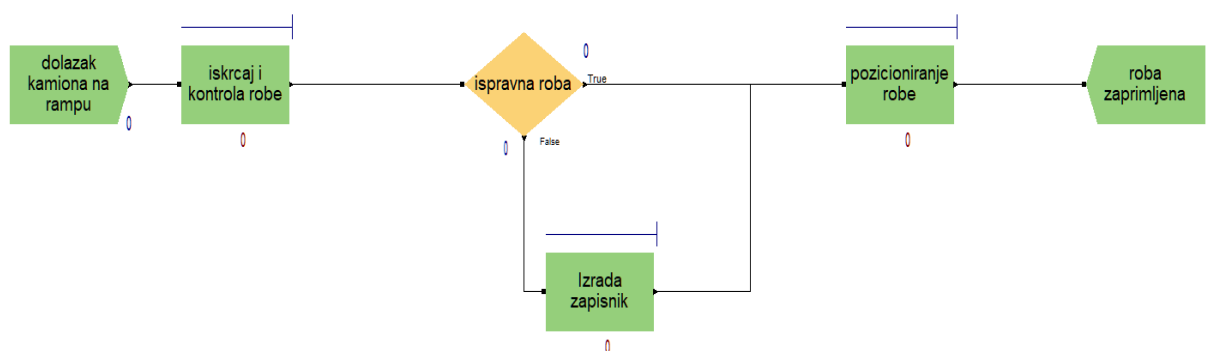 dolazak
kamiona na
rampu
0
iskrcaj i
kontrola robe
0
ispravna roba
0
True
0
False
Izrada
zapisnik
0
pozicioniranje
robe
0
roba
zaprimljena